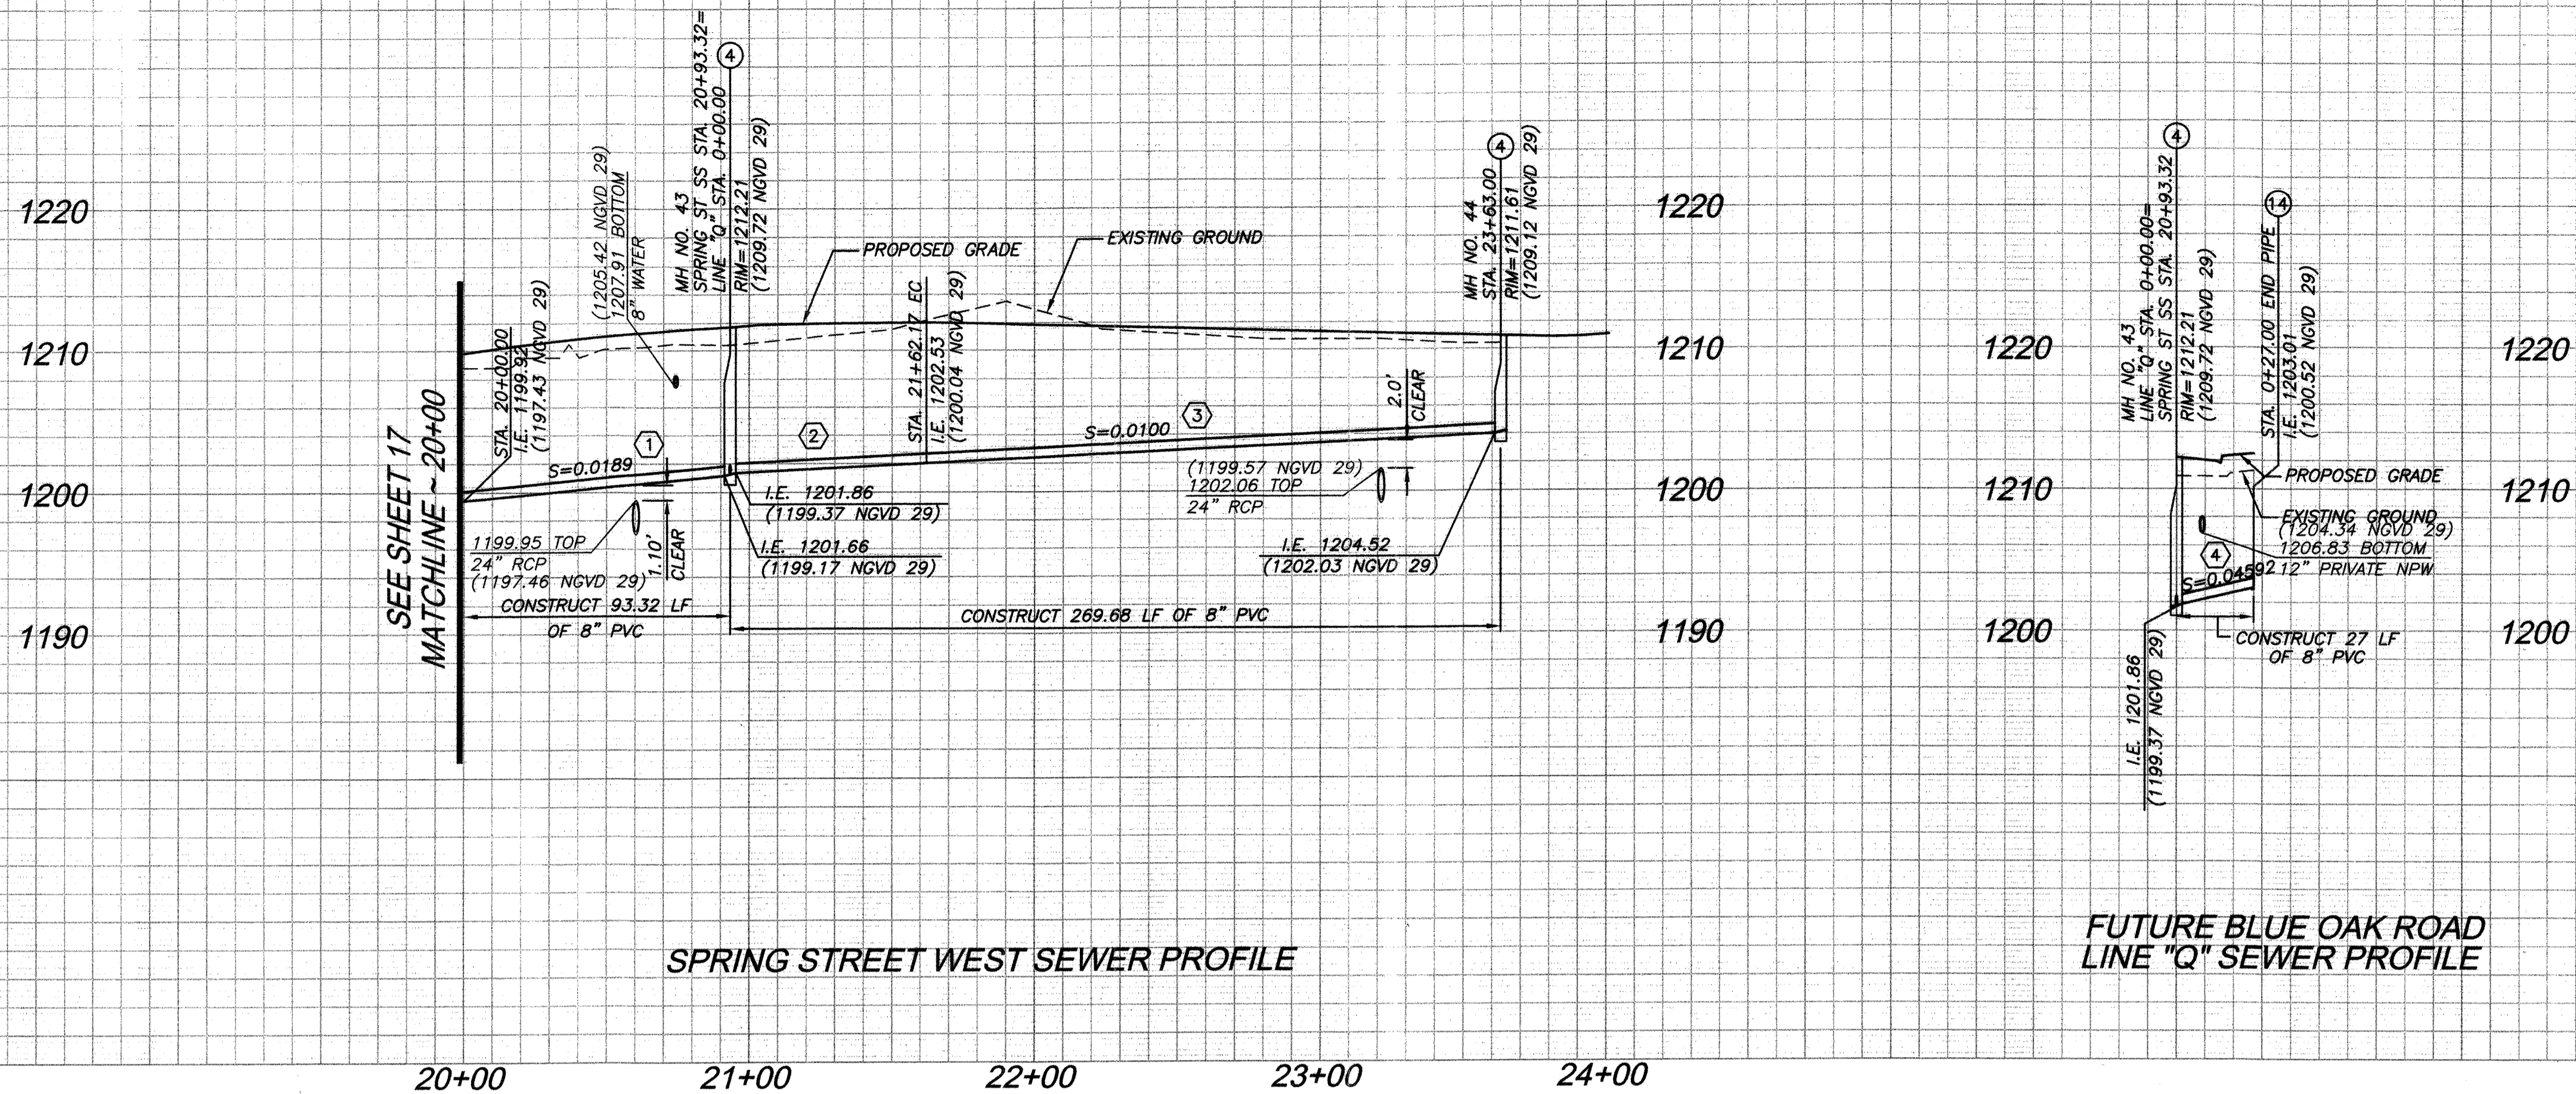 1220
1210
1200
1190
SEE SHEET 17
MATCHLINE ~ 20+00
STA. 20+00.00
I.E. 1199.92
(1197.43 NGVD 29)
(1205.42 NGVD 29)
1207.91 BOTTOM
8" WATER
4
MH NO. 43
SPRING ST SS STA. 20+93.32=
LINE "Q" STA. 0+00.00
RIM=1212.21
(1209.72 NGVD 29)
PROPOSED GRADE
EXISTING GROUND
STA. 21+62.17 EC
I.E. 1202.53
(1200.04 NGVD 29)
4
MH NO. 44
STA. 23+63.00
RIM=1211.61
(1209.12 NGVD 29)
1
S=0.0189
2
S=0.0100
3
2.0'
CLEAR
1199.95 TOP
24" RCP
(1197.46 NGVD 29)
1.10'
CLEAR
I.E. 1201.86
(1199.37 NGVD 29)
I.E. 1201.66
(1199.17 NGVD 29)
(1199.57 NGVD 29)
1202.06 TOP
24" RCP
I.E. 1204.52
(1202.03 NGVD 29)
CONSTRUCT 93.32 LF
OF 8" PVC
CONSTRUCT 269.68 LF OF 8" PVC
1220
1210
1200
1190
SPRING STREET WEST SEWER PROFILE
20+00
21+00
22+00
23+00
24+00
1220
1210
1200
4
MH NO. 43
LINE "Q" STA. 0+00.00=
SPRING ST SS STA. 20+93.32
RIM=1212.21
(1209.72 NGVD 29)
14
STA. 0+27.00 END PIPE
I.E. 1203.01
(1200.52 NGVD 29)
PROPOSED GRADE
EXISTING GROUND
(1204.34 NGVD 29)
1206.83 BOTTOM
12" PRIVATE NPW
4
S=0.04592
CONSTRUCT 27 LF
OF 8" PVC
I.E. 1201.86
(1199.37 NGVD 29)
1220
1210
1200
FUTURE BLUE OAK ROAD
LINE "Q" SEWER PROFILE